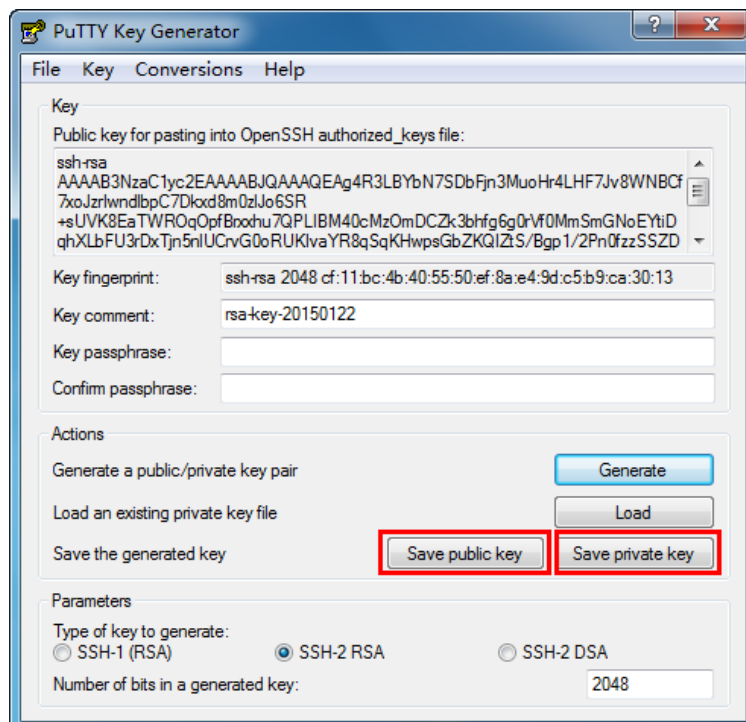 PuTTY Key Generator
File Key Conversions Help
Key
Public key for pasting into OpenSSH authorized_keys file:
ssh-rsa
AAAAB3NzaC1yc2EAAAABJQAAAQEAg4R3LBYbN7SDbFjn3MuoHr4LHF7Jv8WNBCf
7xoJzrIwndIbpC7Dkxd8m0zlJo6SR
+sUVK8EaTWROqOpfBrxxhu7QPLIBM40cMzOmDCZk3bhfg6g0rVf0MmSmGNoEYtiD
qhXLbFU3rDxTjn5nIUCrvG0oRUKIvaYR8qSqKHwpsGbZKQIZtS/Bgp1/2Pn0fzzSSZD
Key fingerprint: ssh-rsa 2048 cf:11:bc:4b:40:55:50:ef:8a:e4:9d:c5:b9:ca:30:13
Key comment: rsa-key-20150122
Key passphrase:
Confirm passphrase:
Actions
Generate a public/private key pair Generate
Load an existing private key file Load
Save the generated key Save public key Save private key
Parameters
Type of key to generate:
SSH-1 (RSA) SSH-2 RSA SSH-2 DSA
Number of bits in a generated key: 2048